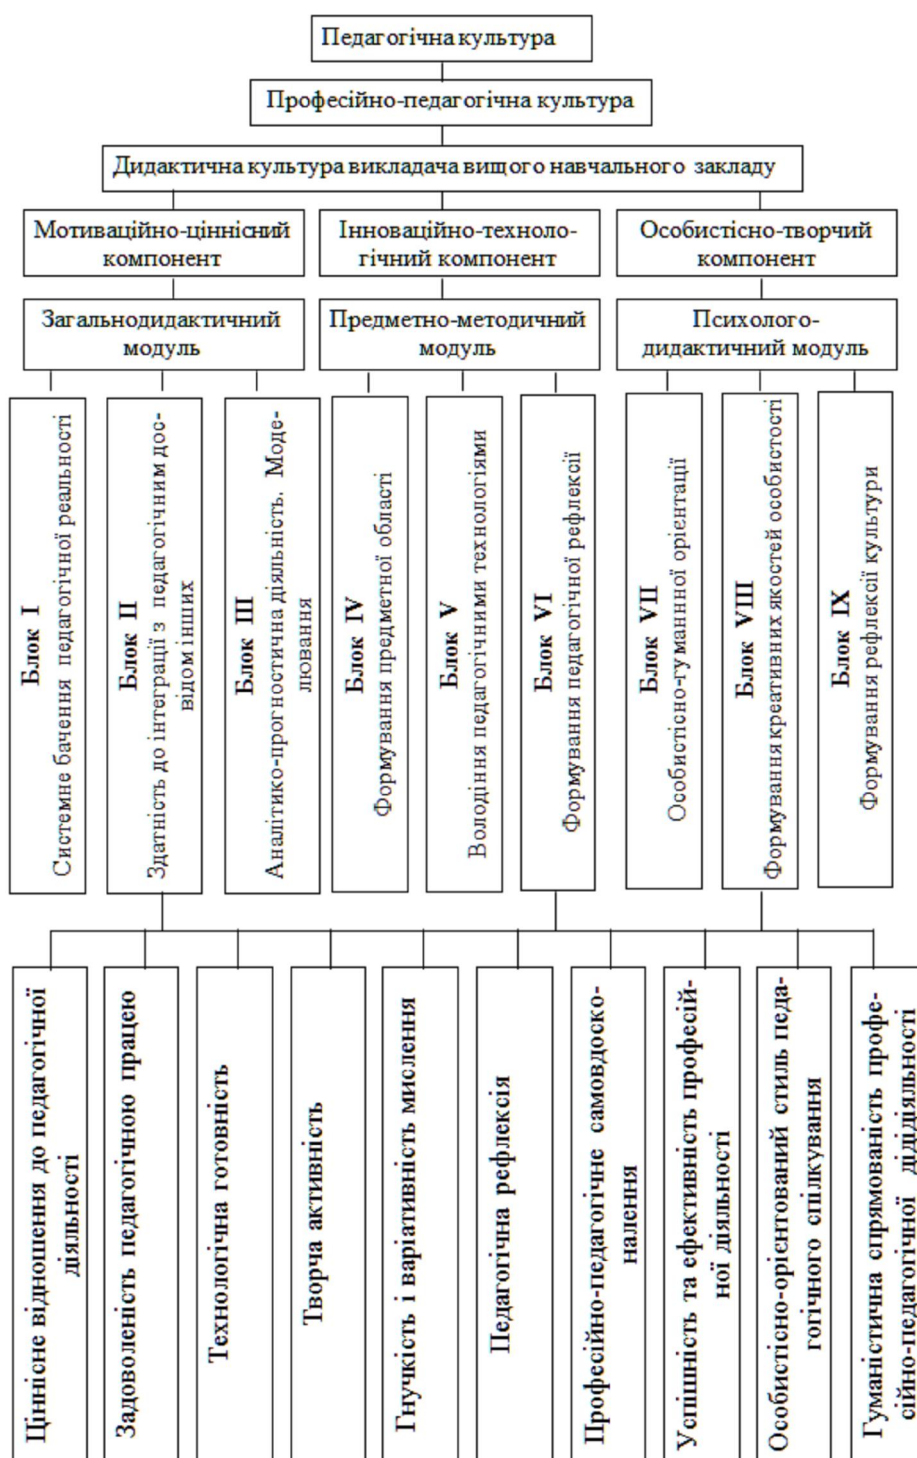 Педагогічна культура
Професійно-педагогічна культура
Дидактична культура викладача вищого навчального закладу
Мотиваційно-ціннісний
компонент
Інноваційно-техноло-
гічний компонент
Особистісно-творчий
компонент
Загальнодидактичний
модуль
Предметно-методичний
модуль
Психолого-
дидактичний модуль
Блок I
Системне бачення педагогічної реальності
Блок II
Здатність до інтеграції з педагогічним дос-
відом інших
Блок III
Аналітико-прогностична діяльність. Моде-
лювання
Блок IV
Формування предметної області
Блок V
Володіння педагогічними технологіями
Блок VI
Формування педагогічної рефлексії
Блок VII
Особистісно-гуманнної орієнтації
Блок VIII
Формування креативних якостей особистості
Блок IX
Формування рефлексії культури
Ціннісне відношення до педагогічної
діяльності
Задоволеність педагогічною працею
Технологічна готовність
Творча активність
Гнучкість і варіативність мислення
Педагогічна рефлексія
Професійно-педагогічне самовдоско-
налення
Успішність та ефективність професій-
ної діяльності
Особистісно-орієнтований стиль педа-
гогічного спілкування
Гуманістична спрямованість профе-
сійно-педагогічної дідіяльності